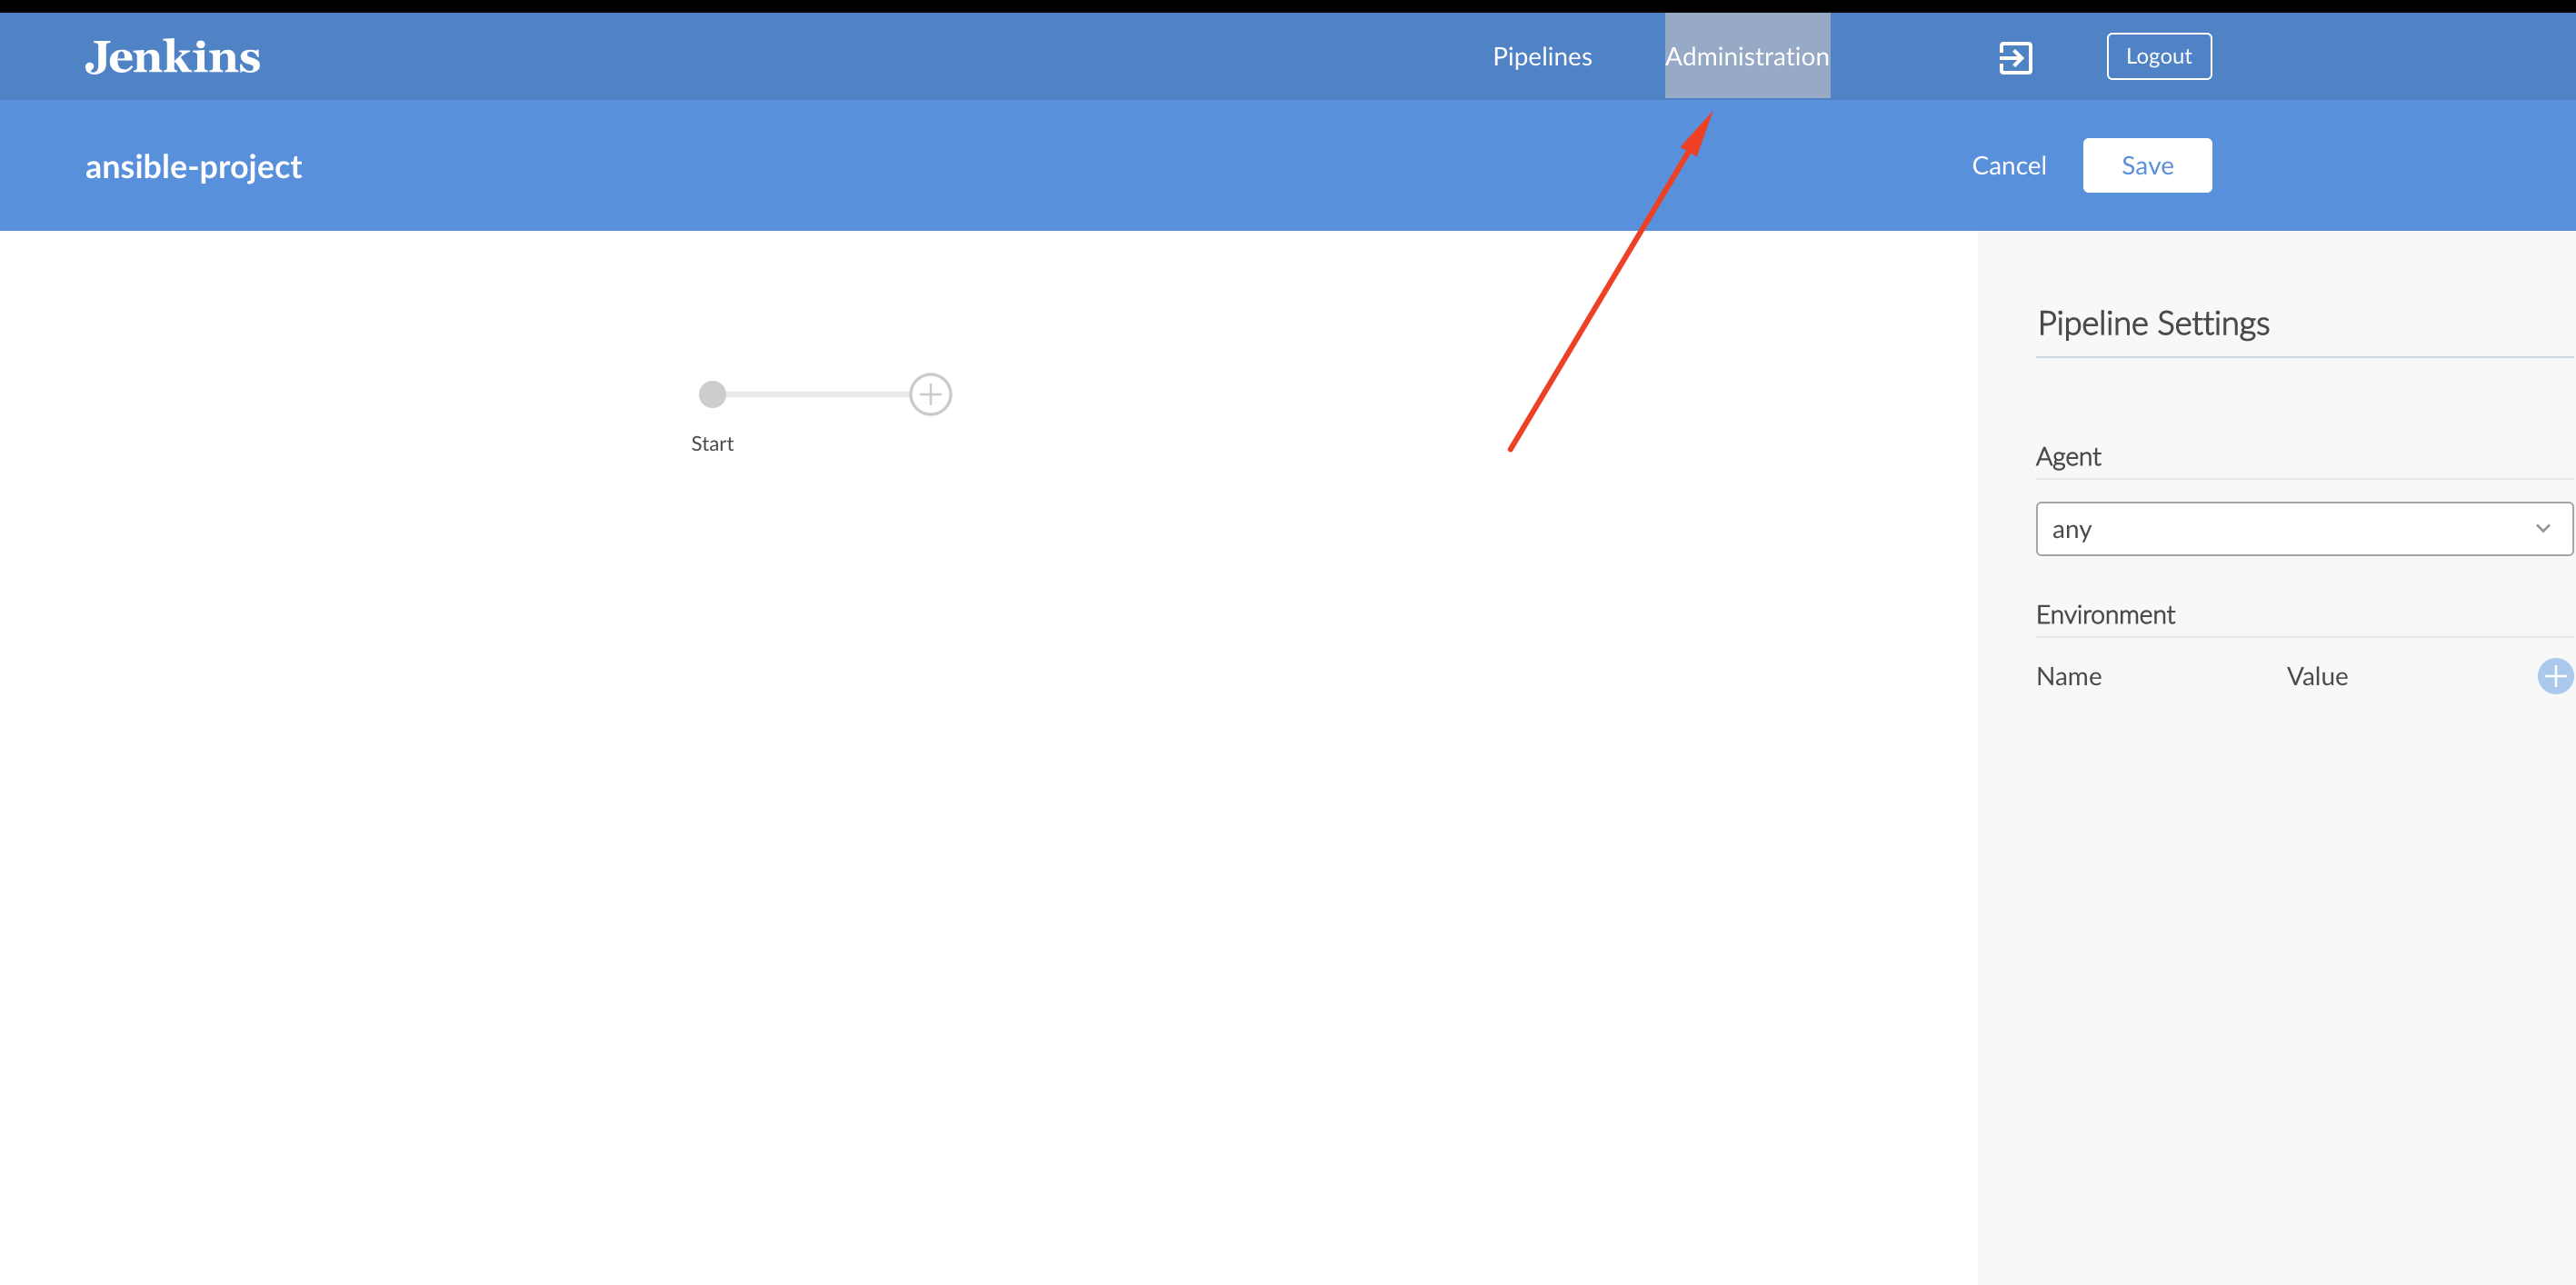 Jenkins
Pipelines
Administration
Logout
ansible-project
Cancel
Save
Start
Pipeline Settings
Agent
any
Environment
Name Value